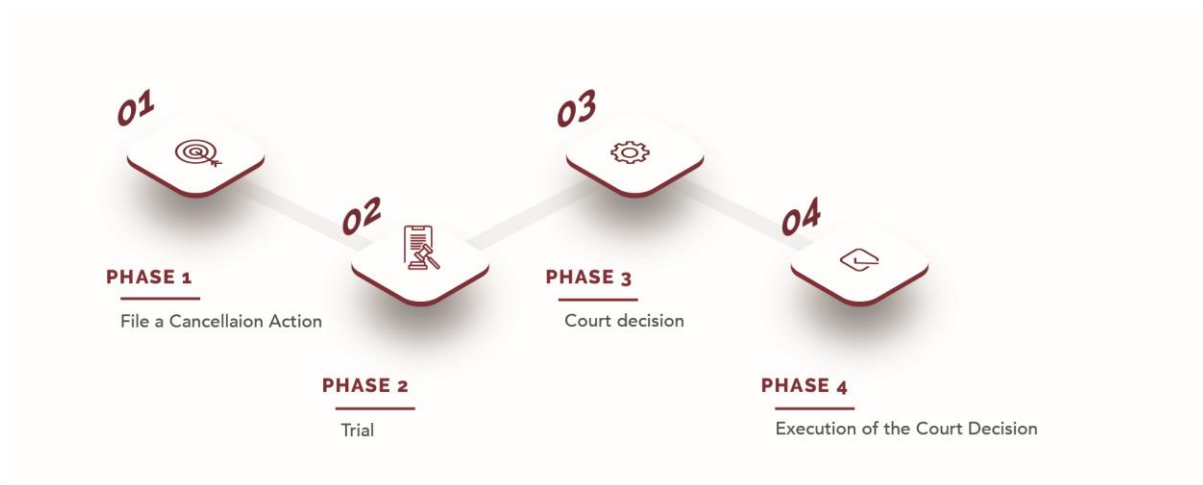 01
PHASE 1
File a Cancellaion Action
02
PHASE 2
Trial
03
PHASE 3
Court decision
04
PHASE 4
Execution of the Court Decision